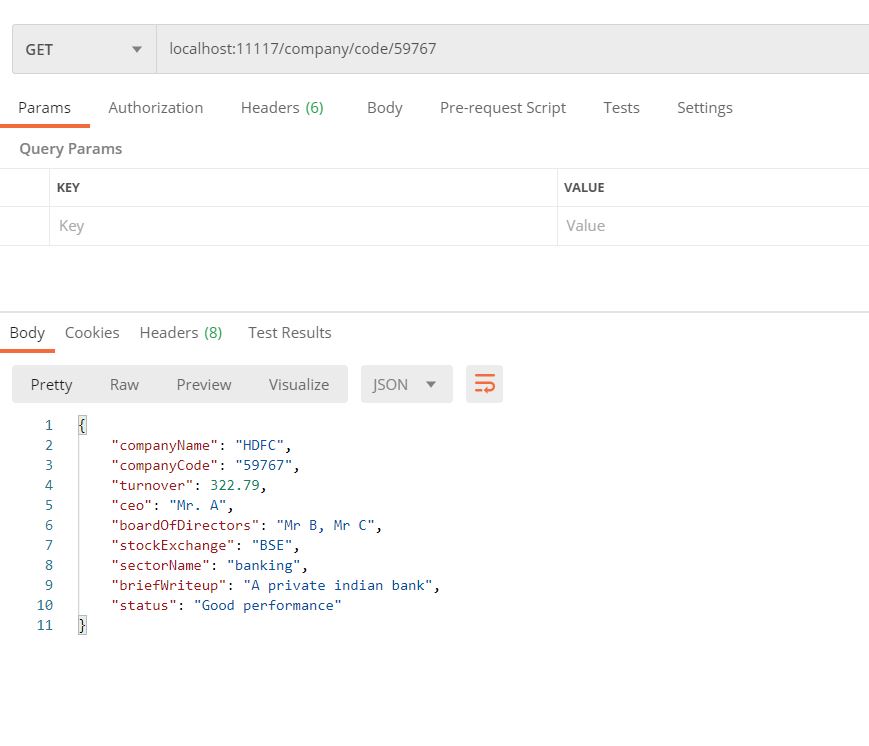 GET localhost:11117/company/code/59767
Params Authorization Headers (6) Body Pre-request Script Tests Settings
Query Params
KEY VALUE
Key Value
Body Cookies Headers (8) Test Results
Pretty Raw Preview Visualize JSON
1 {
2 "companyName": "HDFC",
3 "companyCode": "59767",
4 "turnover": 322.79,
5 "ceo": "Mr. A",
6 "boardOfDirectors": "Mr B, Mr C",
7 "stockExchange": "BSE",
8 "sectorName": "banking",
9 "briefWriteup": "A private indian bank",
10 "status": "Good performance"
11 }